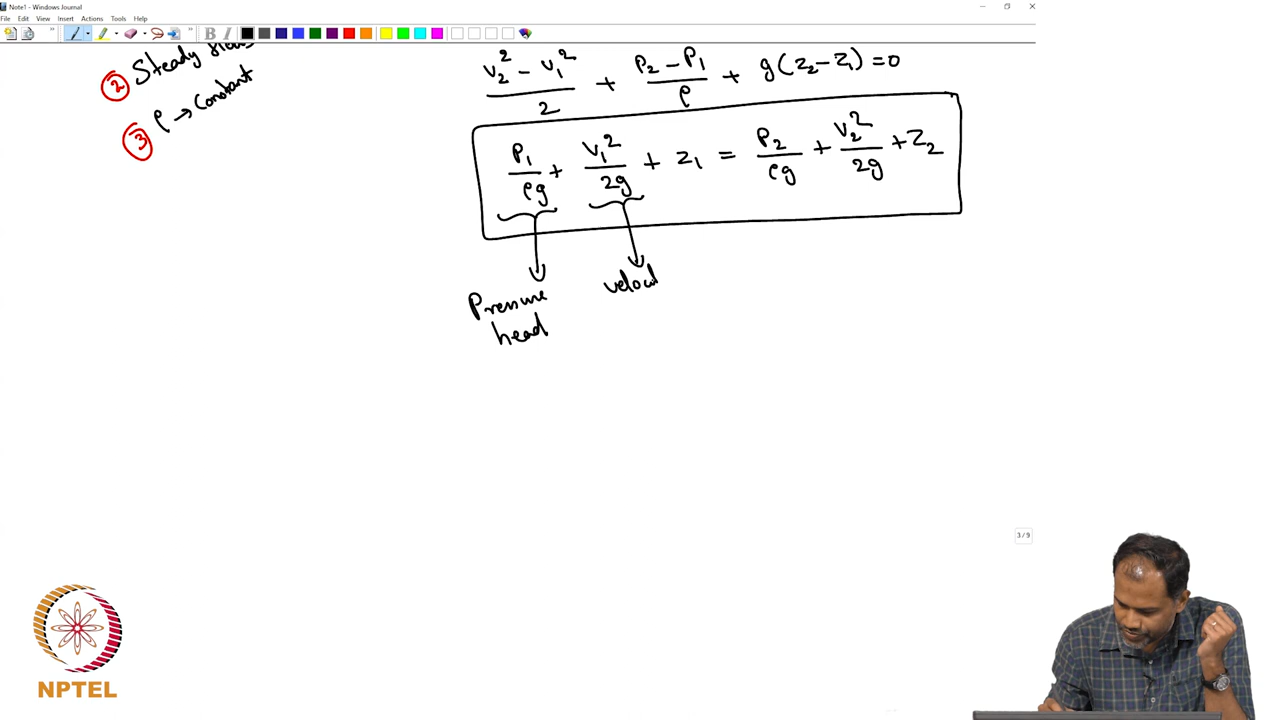 Note1 - Windows Journal
File Edit View Insert Actions Tools Help
B I
② Steady
③ ρ → Constant
(V₂² - V₁²)/2 + (P₂ - P₁)/ρ + g(Z₂ - Z₁) = 0
P₁/ρg + V₁²/2g + Z₁ = P₂/ρg + V₂²/2g + Z₂
Pressure head
veloci
3 / 9
NPTEL